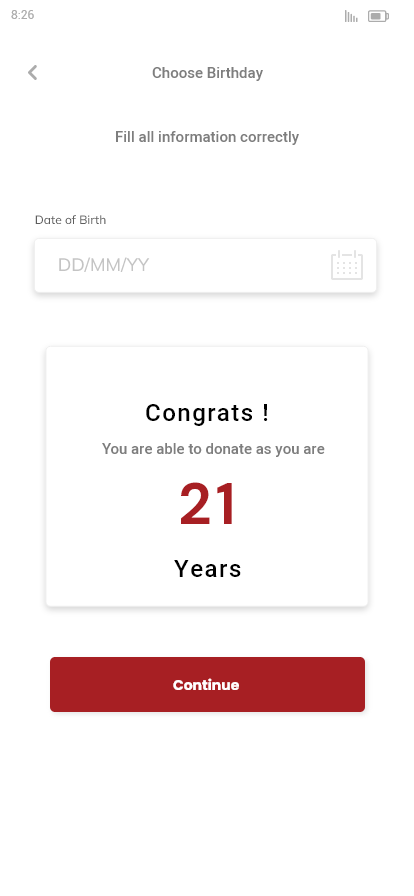 8:26
Choose Birthday
Fill all information correctly
Date of Birth
DD/MM/YY
Congrats !
You are able to donate as you are
21
Years
Continue